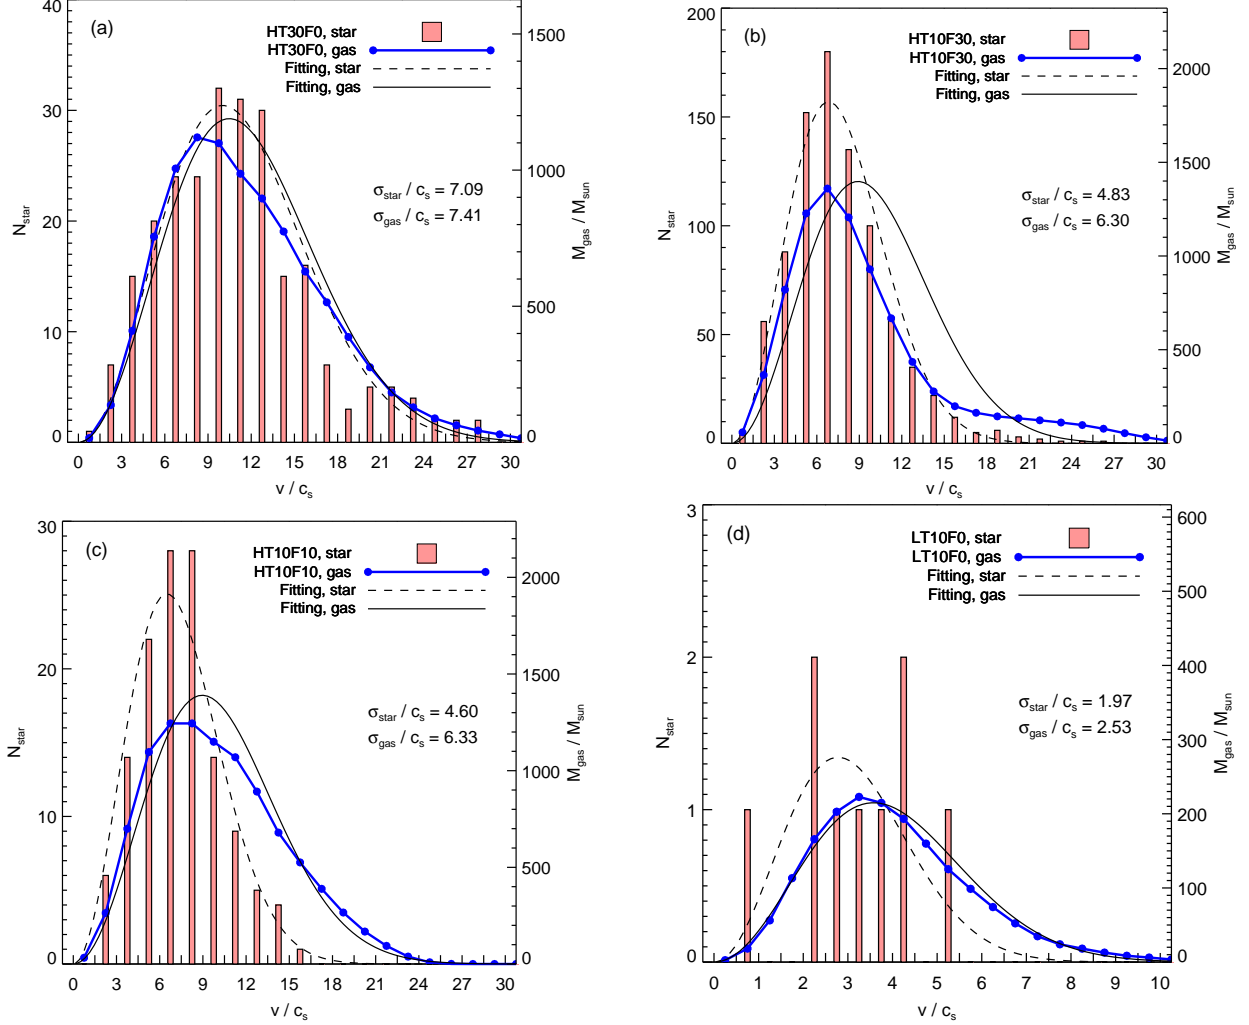 (a)
HT30F0, star
HT30F0, gas
Fitting, star
Fitting, gas
σstar / cs = 7.09
σgas / cs = 7.41
40
30
20
10
0
Nstar
1500
1000
500
0
Mgas / Msun
0 3 6 9 12 15 18 21 24 27 30
v / cs
(b)
HT10F30, star
HT10F30, gas
Fitting, star
Fitting, gas
σstar / cs = 4.83
σgas / cs = 6.30
200
150
100
50
0
Nstar
2000
1500
1000
500
0
Mgas / Msun
0 3 6 9 12 15 18 21 24 27 30
v / cs
(c)
HT10F10, star
HT10F10, gas
Fitting, star
Fitting, gas
σstar / cs = 4.60
σgas / cs = 6.33
30
20
10
0
Nstar
2000
1500
1000
500
0
Mgas / Msun
0 3 6 9 12 15 18 21 24 27 30
v / cs
(d)
LT10F0, star
LT10F0, gas
Fitting, star
Fitting, gas
σstar / cs = 1.97
σgas / cs = 2.53
3
2
1
0
Nstar
600
500
400
300
200
100
0
Mgas / Msun
0 1 2 3 4 5 6 7 8 9 10
v / cs